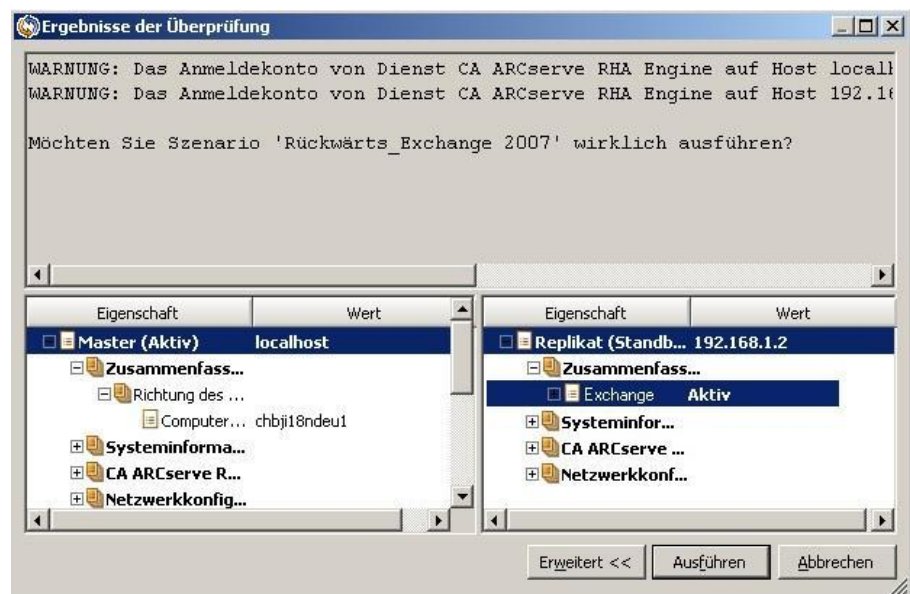 Ergebnisse der Überprüfung
WARNUNG: Das Anmeldekonto von Dienst CA ARCserve RHA Engine auf Host
WARNUNG: Das Anmeldekonto von Dienst CA ARCserve RHA Engine auf Host
Möchten Sie Szenario 'Rückwärts_Exchange 2007' wirklich ausführen?
Eigenschaft Wert
Master (Aktiv) localhost
Zusammenfass...
Richtung des ...
Computer... chbji18ndeu1
Systeminforma...
CA ARCserve R...
Netzwerkkonfig...
Eigenschaft Wert
Replikat (Standb... 192.168.1.2
Zusammenfass...
Exchange Aktiv
Systeminfor...
CA ARCserve ...
Netzwerkkonf...
Erweitert << Ausführen Abbrechen